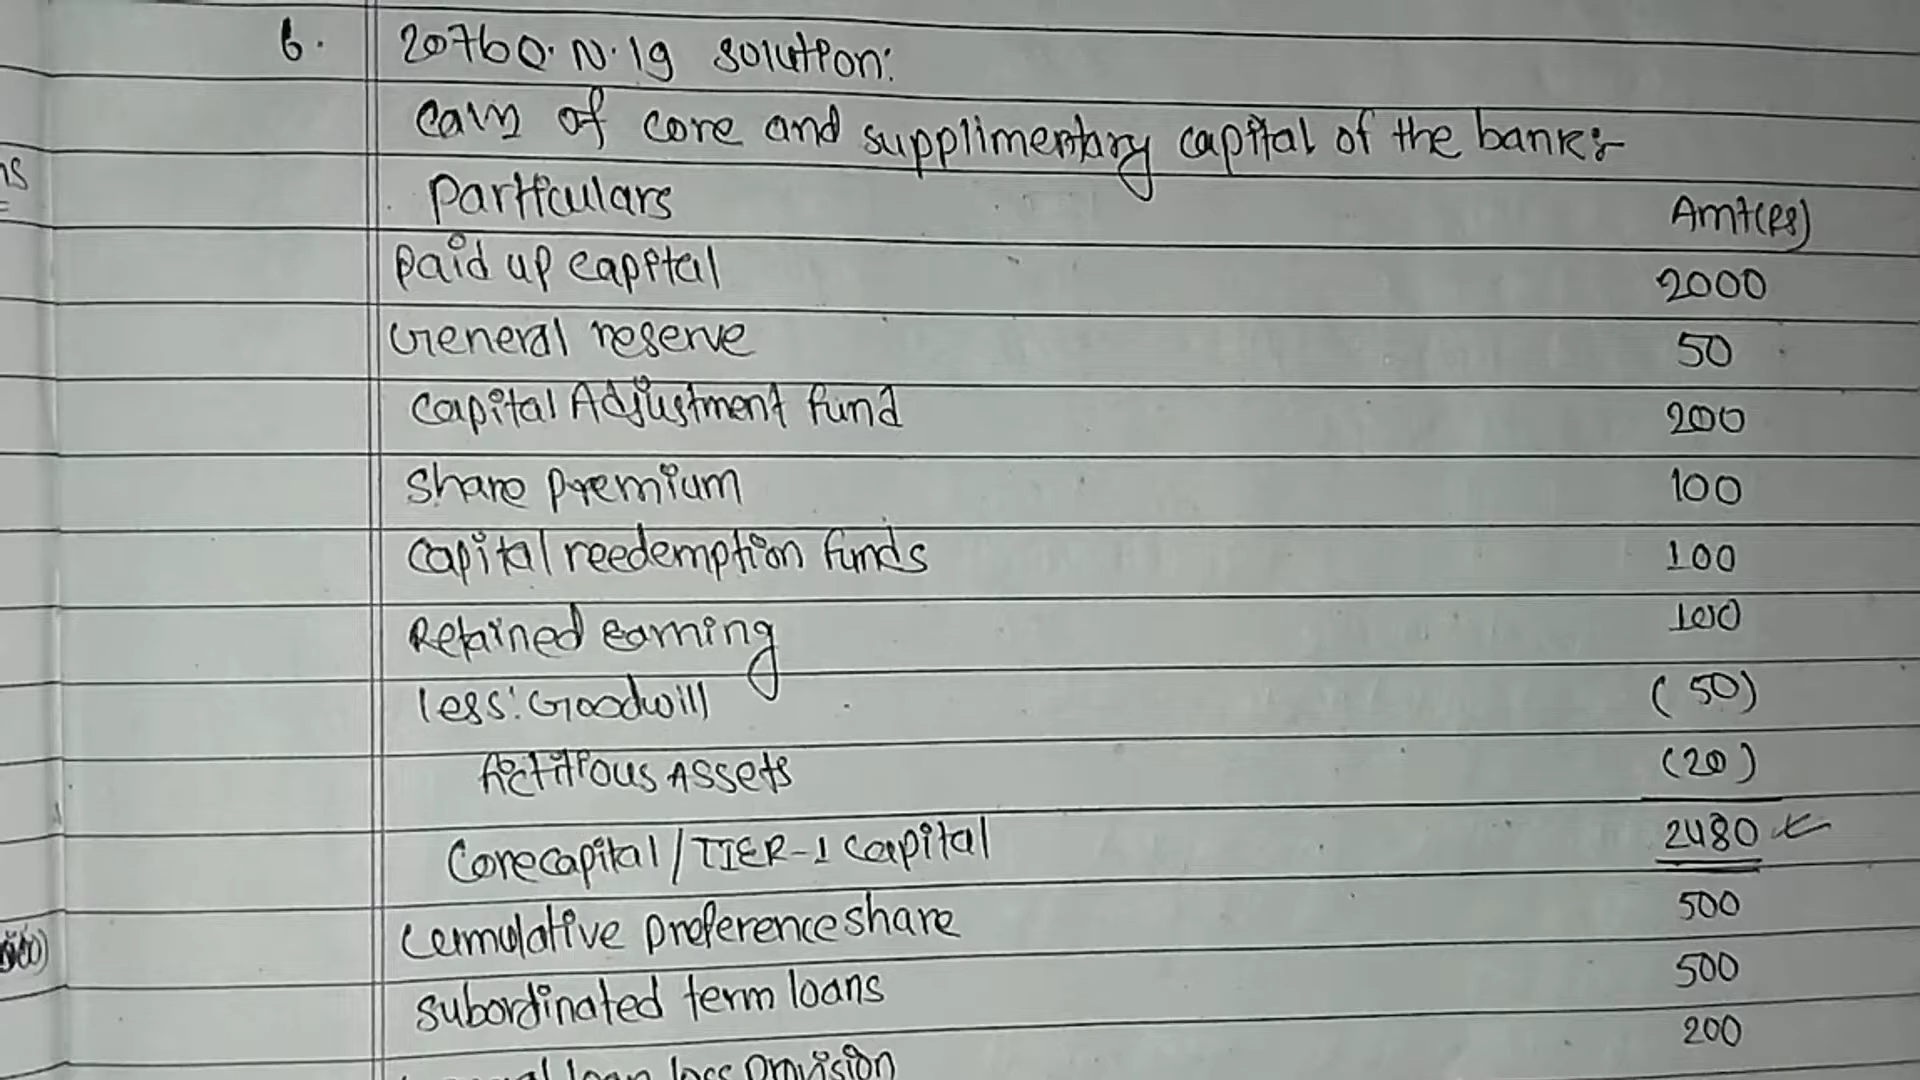 6. 2076 Q.N.19 solution:
Caln of core and supplimentary capital of the bank:-
Particulars Amt(Rs)
Paid up capital 2000
General reserve 50
Capital Adjustment fund 200
Share premium 100
Capital reedemption funds 100
Retained earning 100
less: Goodwill (50)
fictitious Assets (20)
Core capital / TIER-1 capital 2480
Cumulative preference share 500
Subordinated term loans 500
loan loss provision 200